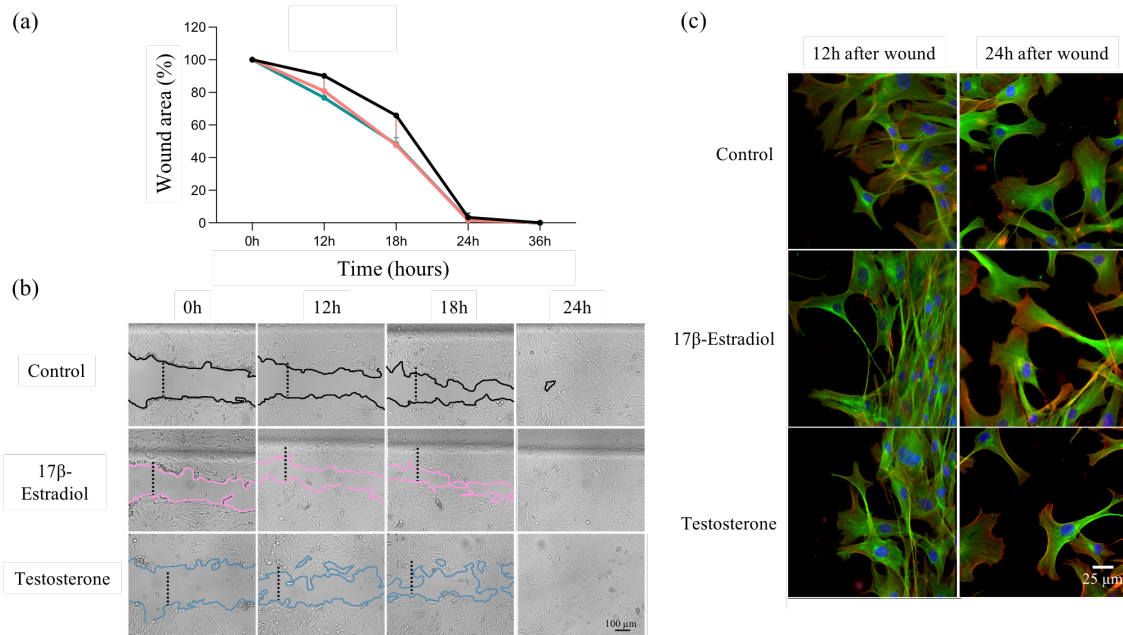 (a)
120
100
80
60
40
20
0
Wound area (%)
0h 12h 18h 24h 36h
Time (hours)
(b)
0h 12h 18h 24h
Control
17β-
Estradiol
Testosterone
100 µm
(c)
12h after wound 24h after wound
Control
17β-Estradiol
Testosterone
25 µm